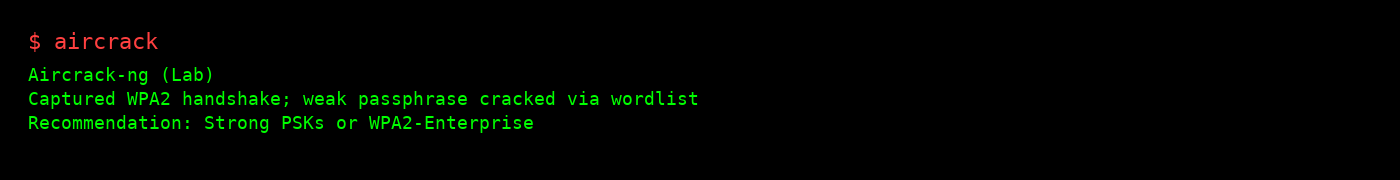 $ aircrack
Aircrack-ng (Lab)
Captured WPA2 handshake; weak passphrase cracked via wordlist
Recommendation: Strong PSKs or WPA2-Enterprise